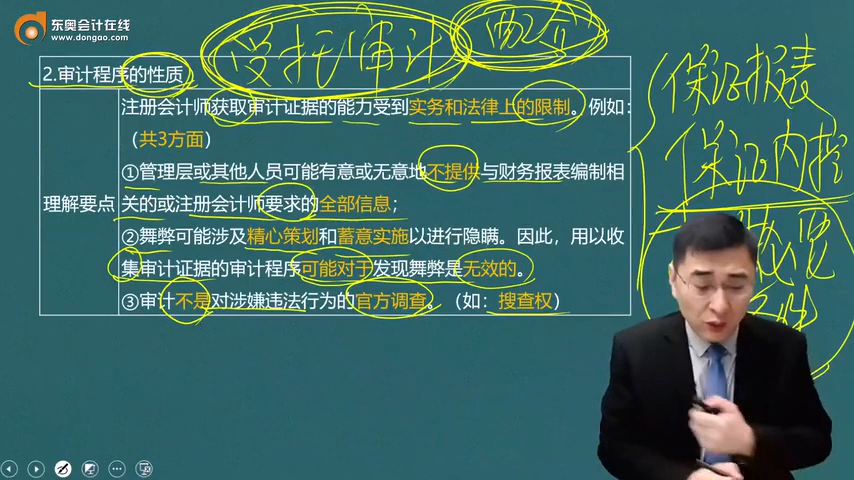 东奥会计在线
www.dongao.com
受托审计
2.审计程序的性质
注册会计师获取审计证据的能力受到实务和法律上的限制。例如：
（共3方面）
①管理层或其他人员可能有意或无意地不提供与财务报表编制相
关的或注册会计师要求的全部信息；
理解要点
②舞弊可能涉及精心策划和蓄意实施以进行隐瞒。因此，用以收
集审计证据的审计程序可能对于发现舞弊是无效的。
③审计不是对涉嫌违法行为的官方调查。（如：搜查权）
保证报表
保证内控
必要